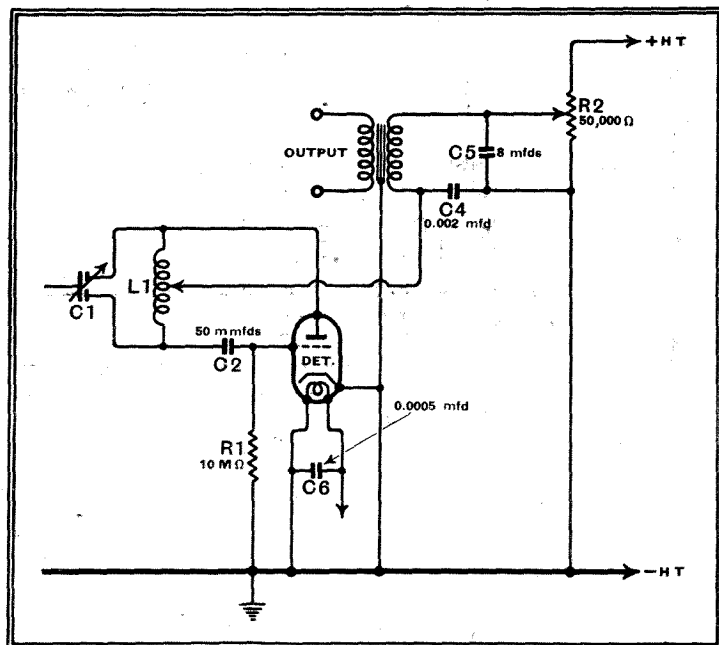 +HT
R2
50,000 Ω
OUTPUT
C5 8 mfds
C4
0.002 mfd
L1
C1
50 mmfds
C2
DET.
0.0005 mfd
R1
10 MΩ
C6
-HT